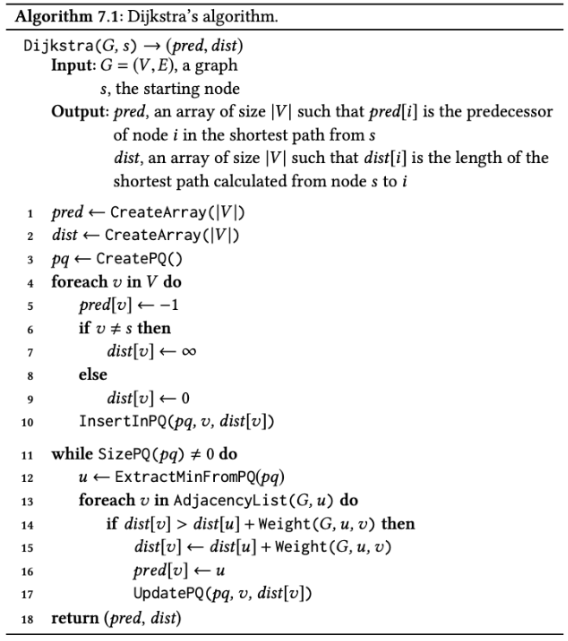 Algorithm 7.1: Dijkstra's algorithm.
Dijkstra(G, s) → (pred, dist)
Input: G = (V, E), a graph
s, the starting node
Output: pred, an array of size |V| such that pred[i] is the predecessor
of node i in the shortest path from s
dist, an array of size |V| such that dist[i] is the length of the
shortest path calculated from node s to i
1 pred ← CreateArray(|V|)
2 dist ← CreateArray(|V|)
3 pq ← CreatePQ()
4 foreach v in V do
5 pred[v] ← −1
6 if v ≠ s then
7 dist[v] ← ∞
8 else
9 dist[v] ← 0
10 InsertInPQ(pq, v, dist[v])
11 while SizePQ(pq) ≠ 0 do
12 u ← ExtractMinFromPQ(pq)
13 foreach v in AdjacencyList(G, u) do
14 if dist[v] > dist[u] + Weight(G, u, v) then
15 dist[v] ← dist[u] + Weight(G, u, v)
16 pred[v] ← u
17 UpdatePQ(pq, v, dist[v])
18 return (pred, dist)